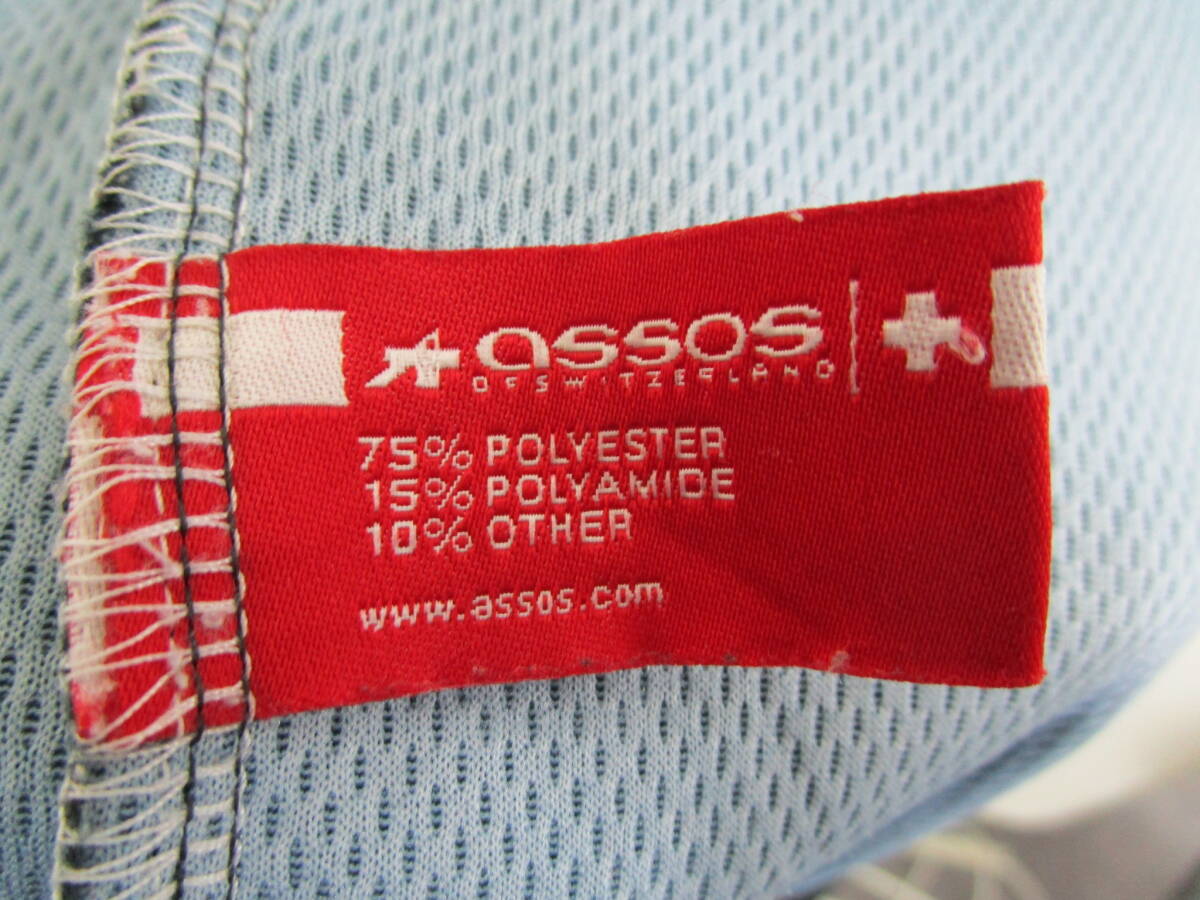 assos
OF SWITZERLAND
75% POLYESTER
15% POLYAMIDE
10% OTHER
www.assos.com